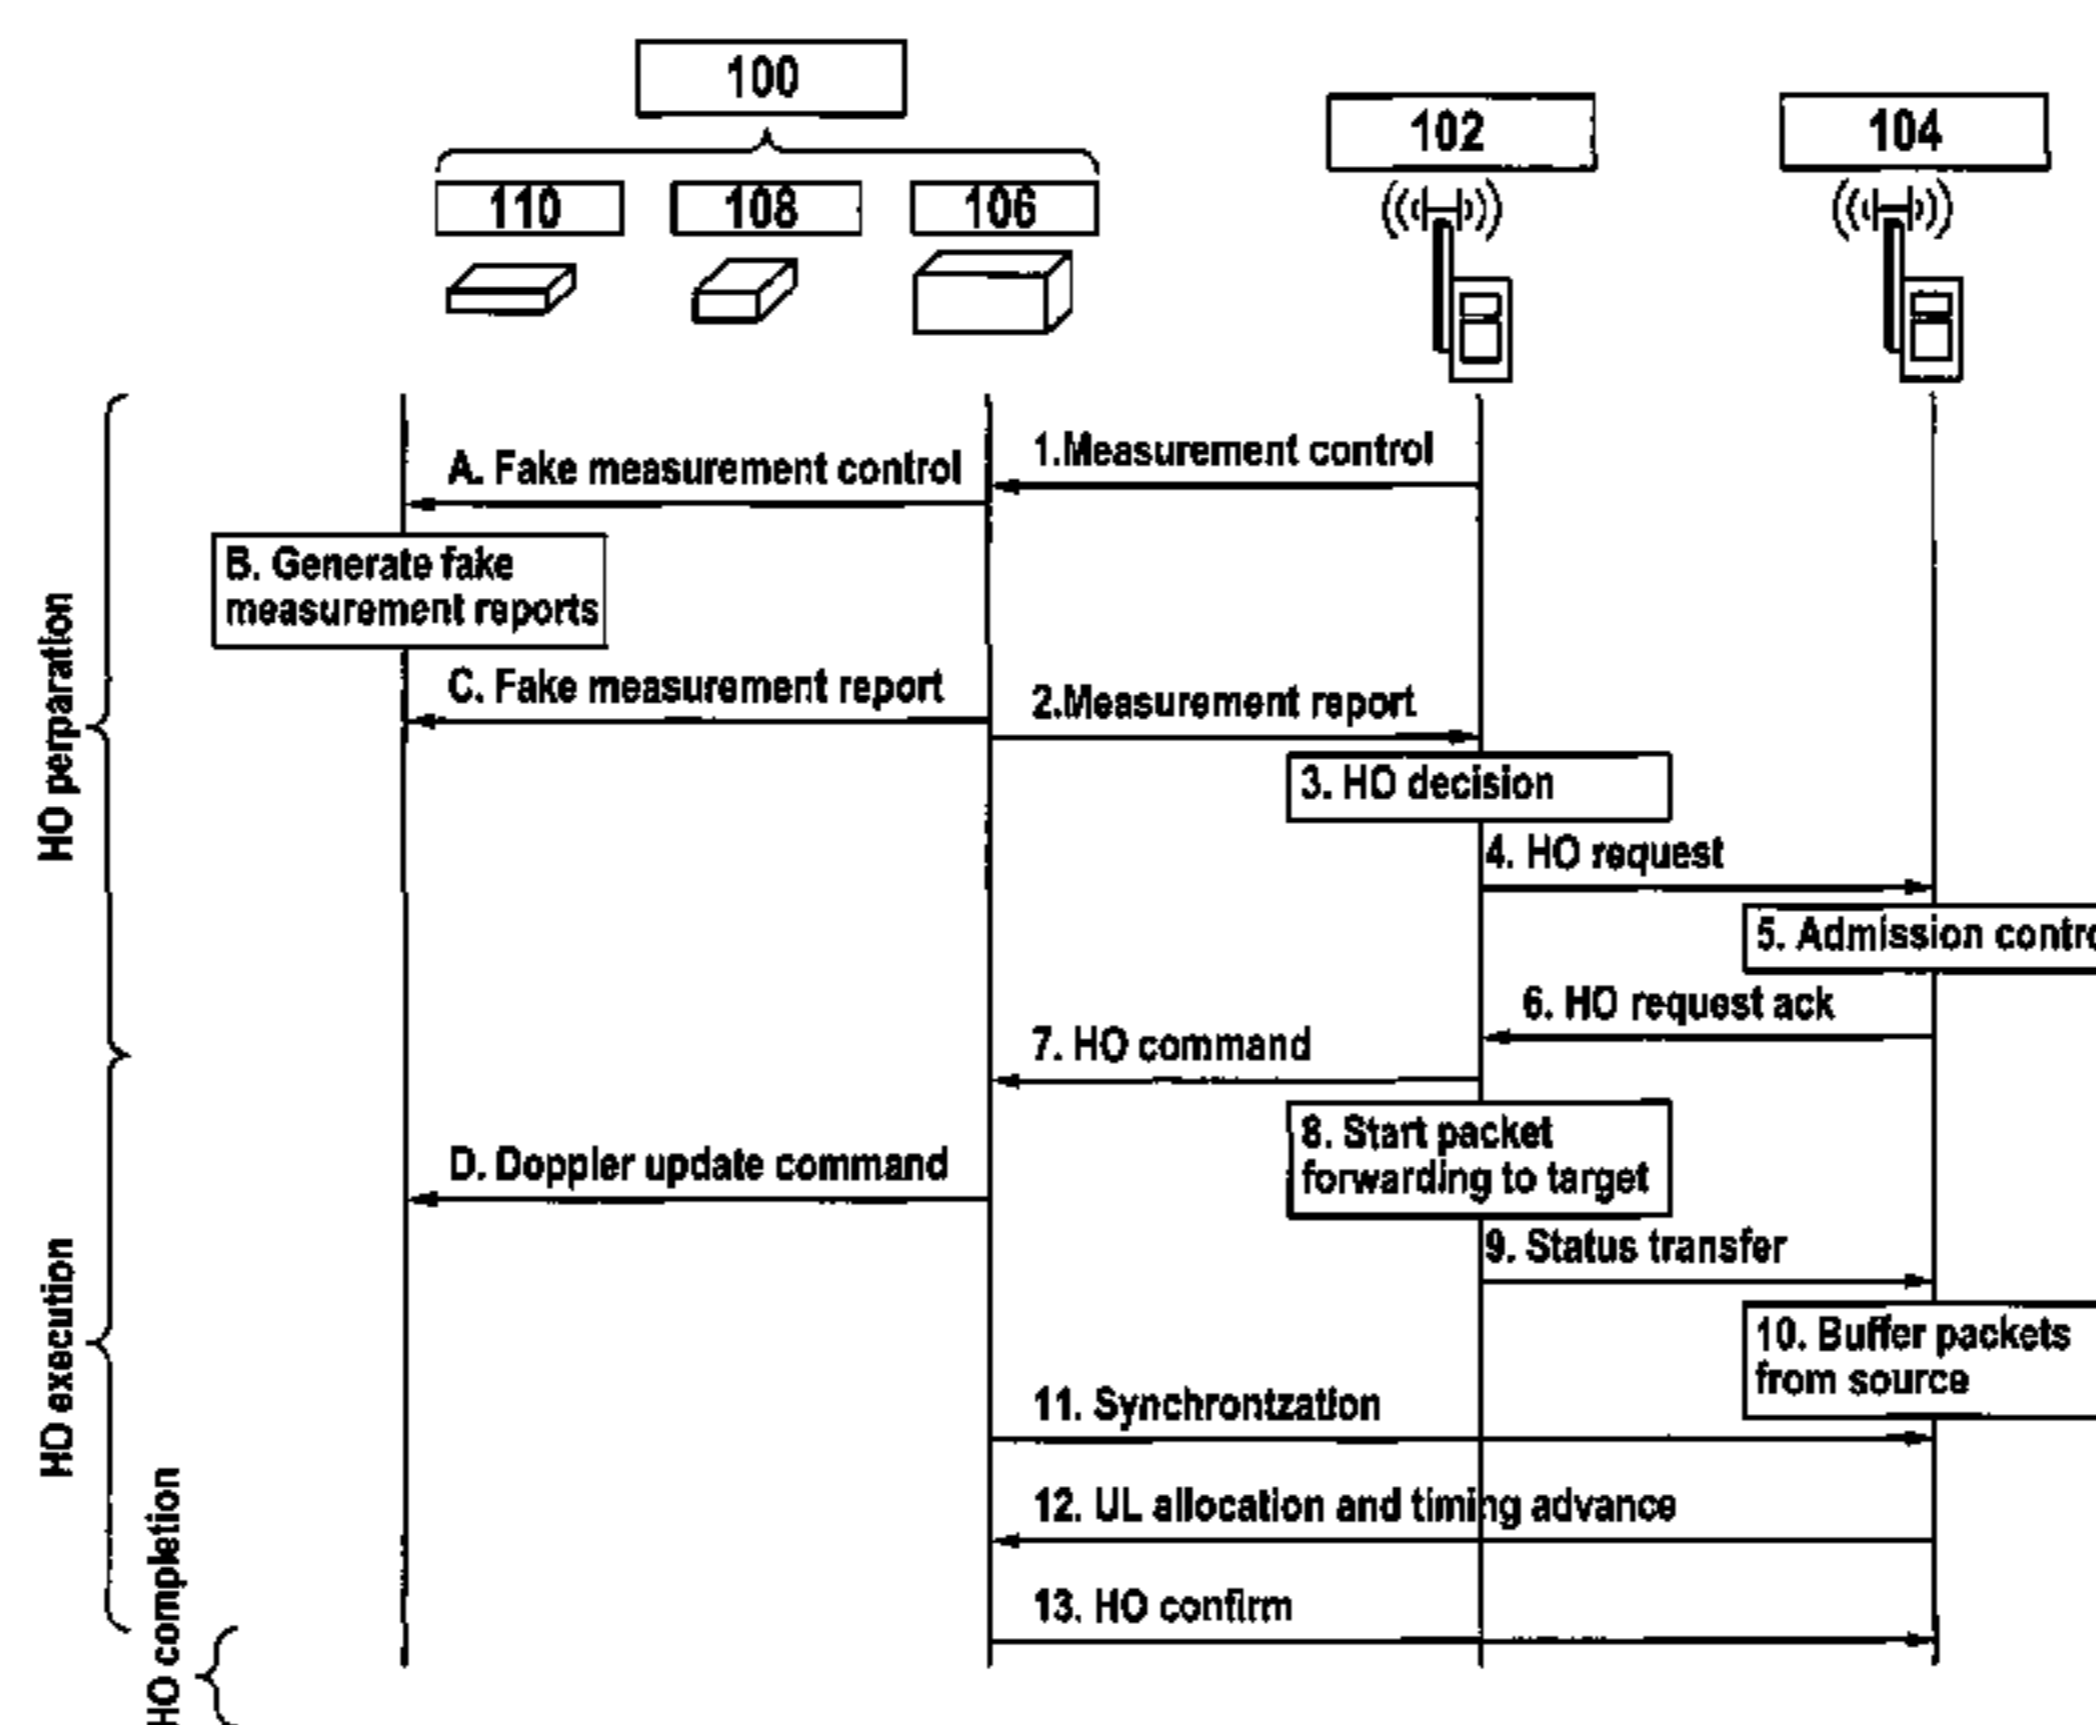 100
102
104
110
108
106
1.Measurement control
A. Fake measurement control
B. Generate fake
measurement reports
C. Fake measurement report
2.Measurement report
3. HO decision
4. HO request
5. Admission contro
6. HO request ack
7. HO command
8. Start packet
forwarding to target
D. Doppler update command
9. Status transfer
10. Buffer packets
from source
11. Synchrontzation
12. UL allocation and timing advance
13. HO confirm
HO perparation
HO execution
HO completion